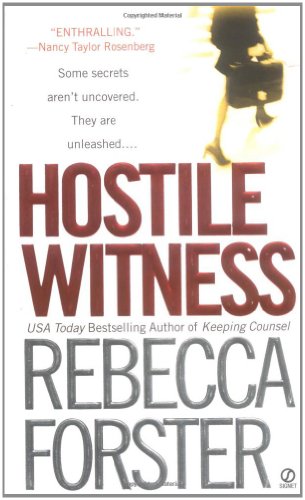 "ENTHRALLING."
—Nancy Taylor Rosenberg
Some secrets
aren't uncovered.
They are
unleashed....
HOSTILE
WITNESS
USA Today Bestselling Author of Keeping Counsel
REBECCA
FORSTER
SIGNET